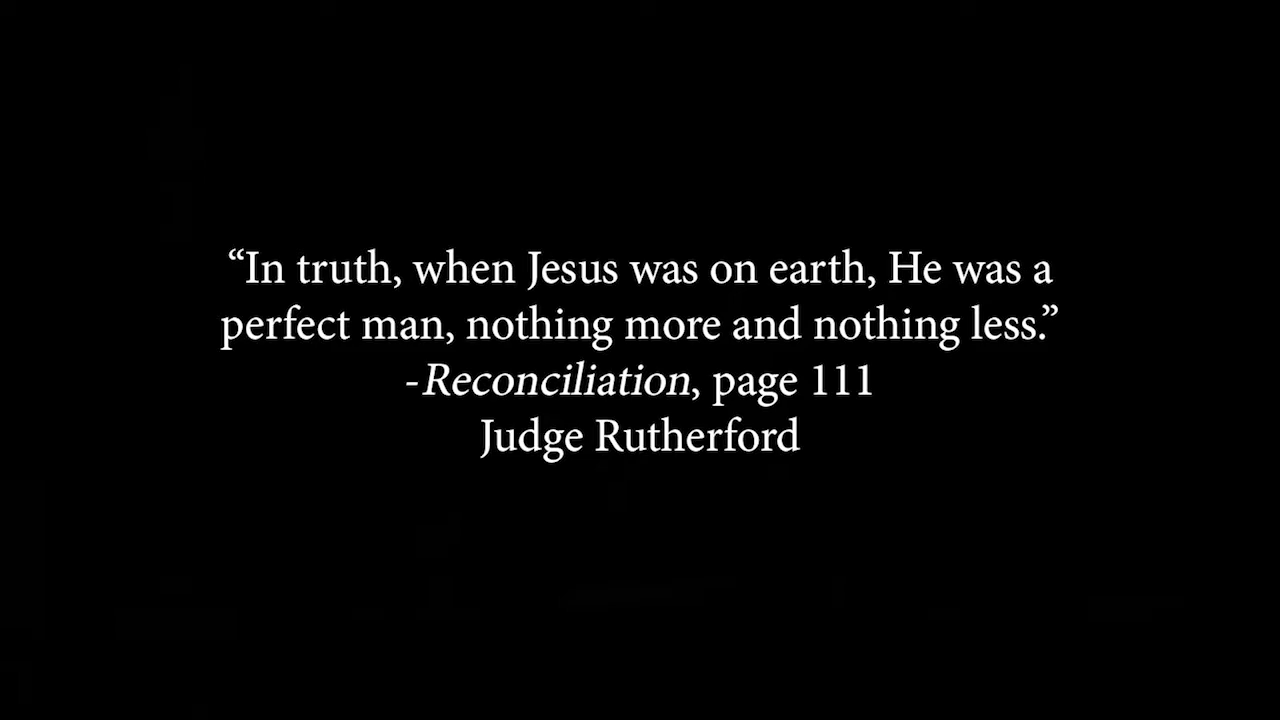 “In truth, when Jesus was on earth, He was a
perfect man, nothing more and nothing less.”
-Reconciliation, page 111
Judge Rutherford